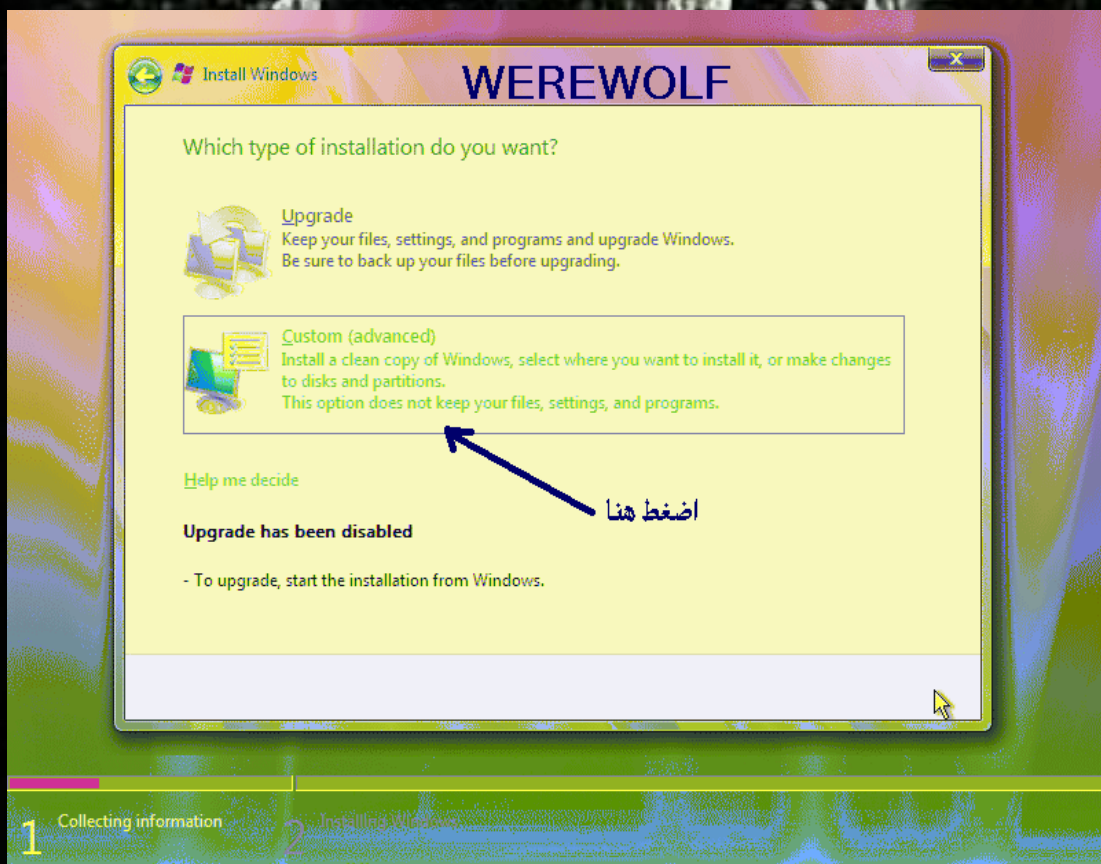 Install Windows
WEREWOLF
Which type of installation do you want?
Upgrade
Keep your files, settings, and programs and upgrade Windows.
Be sure to back up your files before upgrading.
Custom (advanced)
Install a clean copy of Windows, select where you want to install it, or make changes
to disks and partitions.
This option does not keep your files, settings, and programs.
Help me decide
اضغط هنا
Upgrade has been disabled
- To upgrade, start the installation from Windows.
1 Collecting information
2 Installing Windows